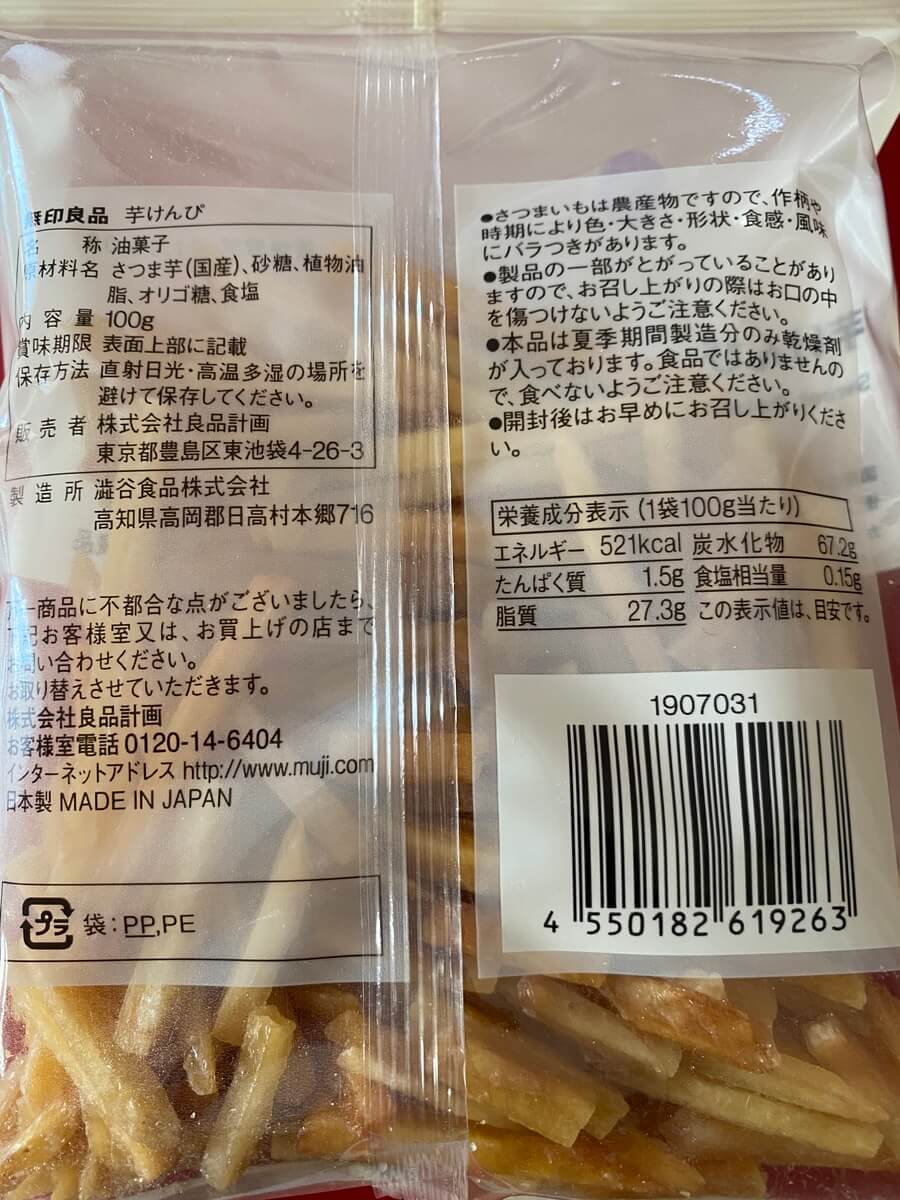 無印良品 芋けんぴ
名 称 油菓子
原材料名 さつま芋(国産)、砂糖、植物油
脂、オリゴ糖、食塩
内 容 量 100g
賞味期限 表面上部に記載
保存方法 直射日光・高温多湿の場所を
避けて保存してください。
販 売 者 株式会社良品計画
東京都豊島区東池袋4-26-3
製 造 所 澁谷食品株式会社
高知県高岡郡日高村本郷716
万一商品に不都合な点がございましたら、
下記お客様室又は、お買上げの店まで
お問い合わせください。
お取り替えさせていただきます。
株式会社良品計画
お客様室電話 0120-14-6404
インターネットアドレス http://www.muji.com
日本製 MADE IN JAPAN
プラ 袋:PP,PE
●さつまいもは農産物ですので、作柄や
時期により色・大きさ・形状・食感・風味
にバラつきがあります。
●製品の一部がとがっていることがあり
ますので、お召し上がりの際はお口の中
を傷つけないようご注意ください。
●本品は夏季期間製造分のみ乾燥剤
が入っております。食品ではありませんの
で、食べないようご注意ください。
●開封後はお早めにお召し上がりくださ
い。
栄養成分表示(1袋100g当たり)
エネルギー 521kcal 炭水化物 67.2g
たんぱく質 1.5g 食塩相当量 0.15g
脂質 27.3g この表示値は、目安です。
1907031
4 550182 619263